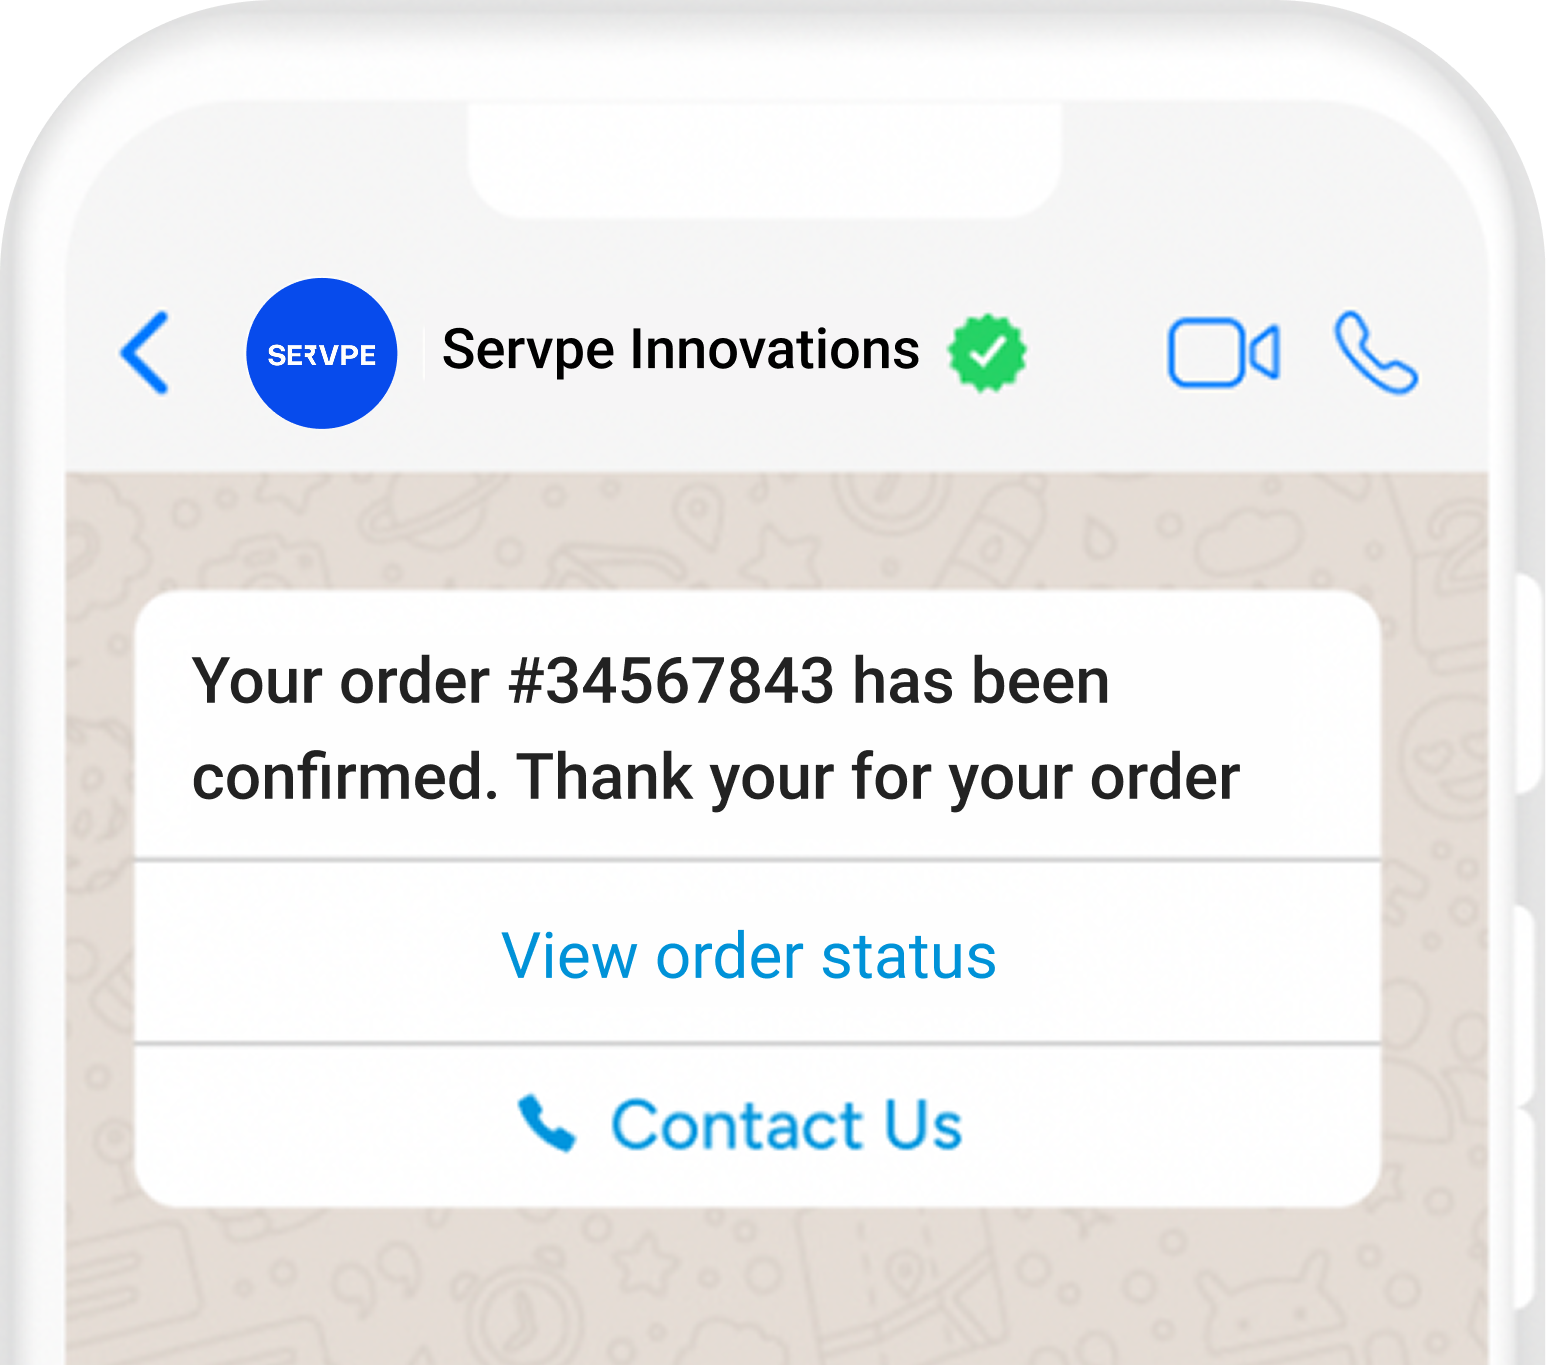 SERVPE
Servpe Innovations
Your order #34567843 has been
confirmed. Thank your for your order
View order status
Contact Us